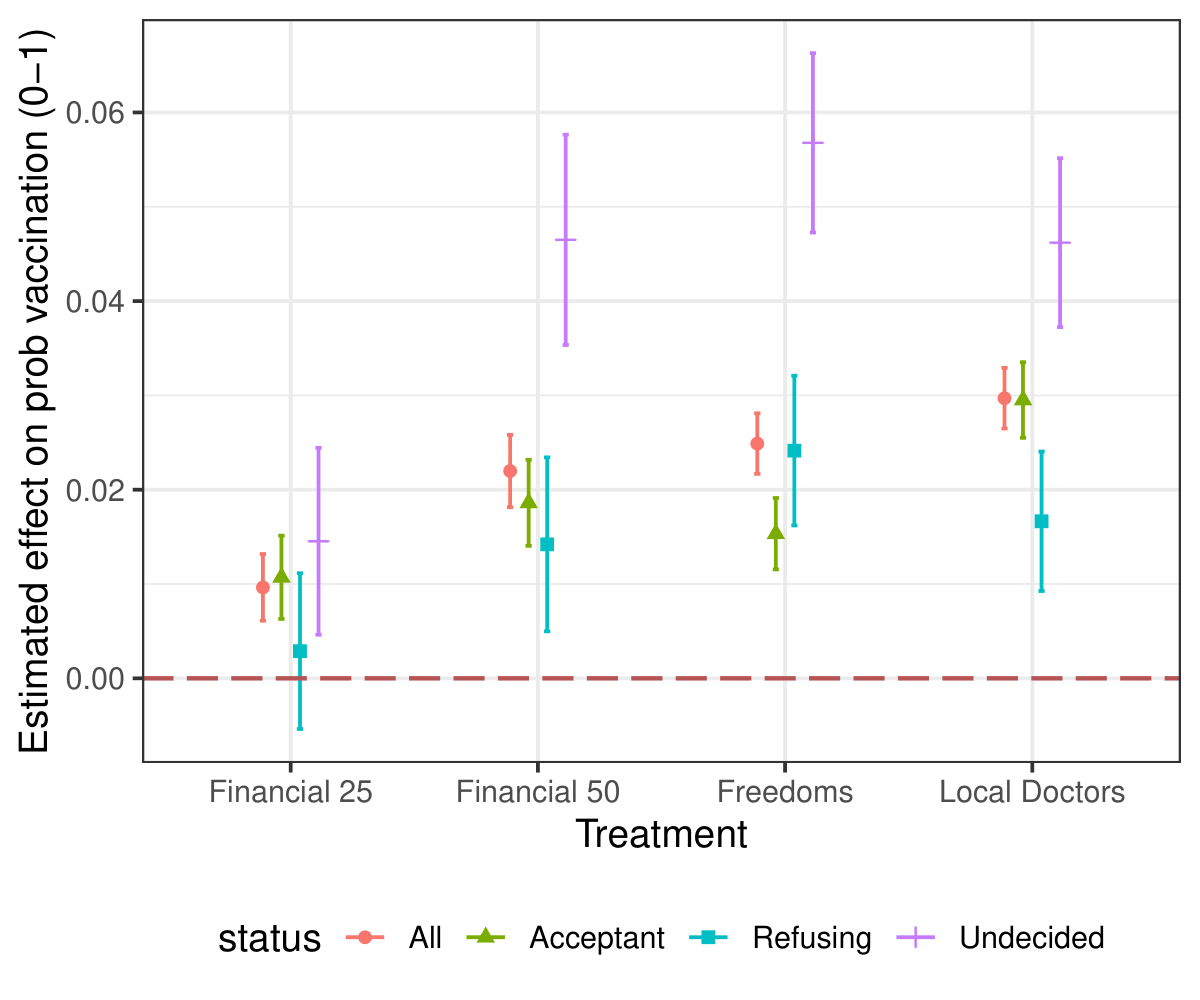 Estimated effect on prob vaccination (0−1)
0.06
0.04
0.02
0.00
Financial 25 Financial 50 Freedoms Local Doctors
Treatment
status All Acceptant Refusing Undecided